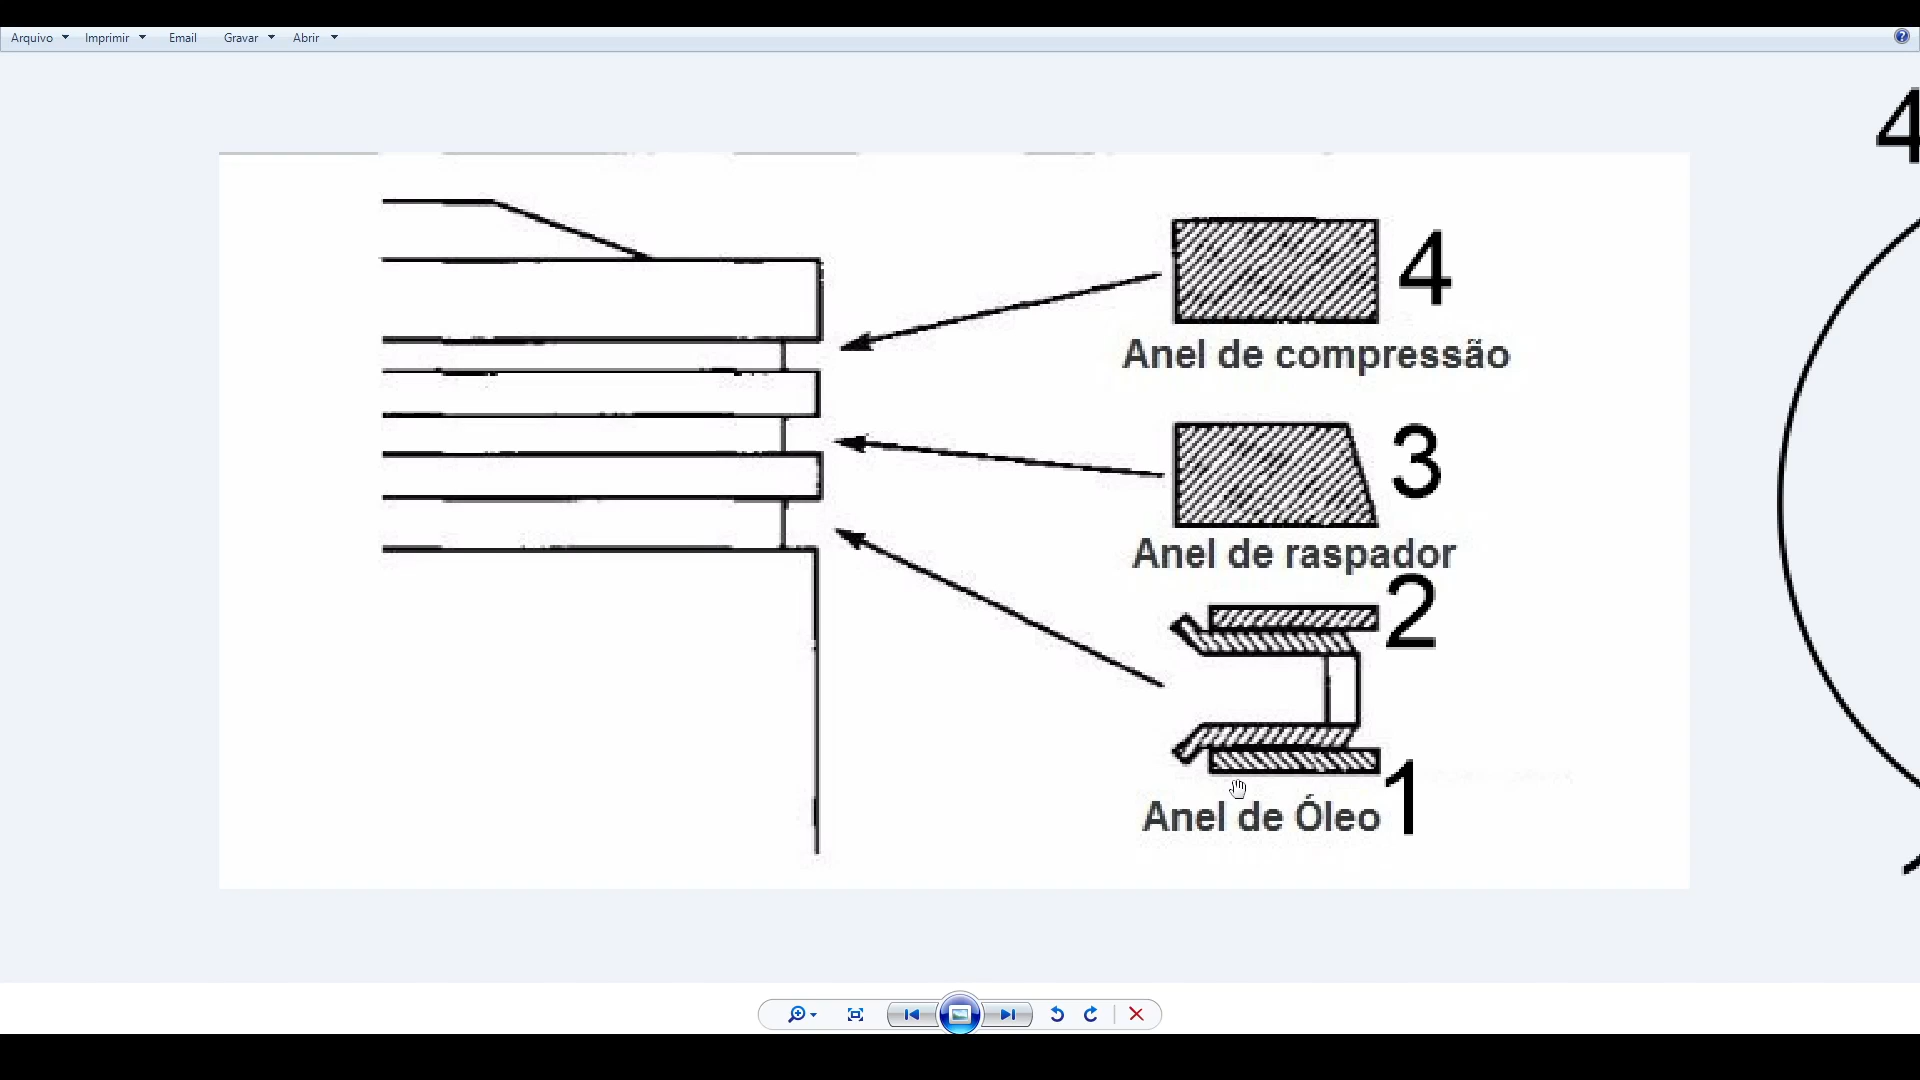 Arquivo Imprimir Email Gravar Abrir
4
4
Anel de compressão
3
Anel de raspador
2
1
Anel de Óleo